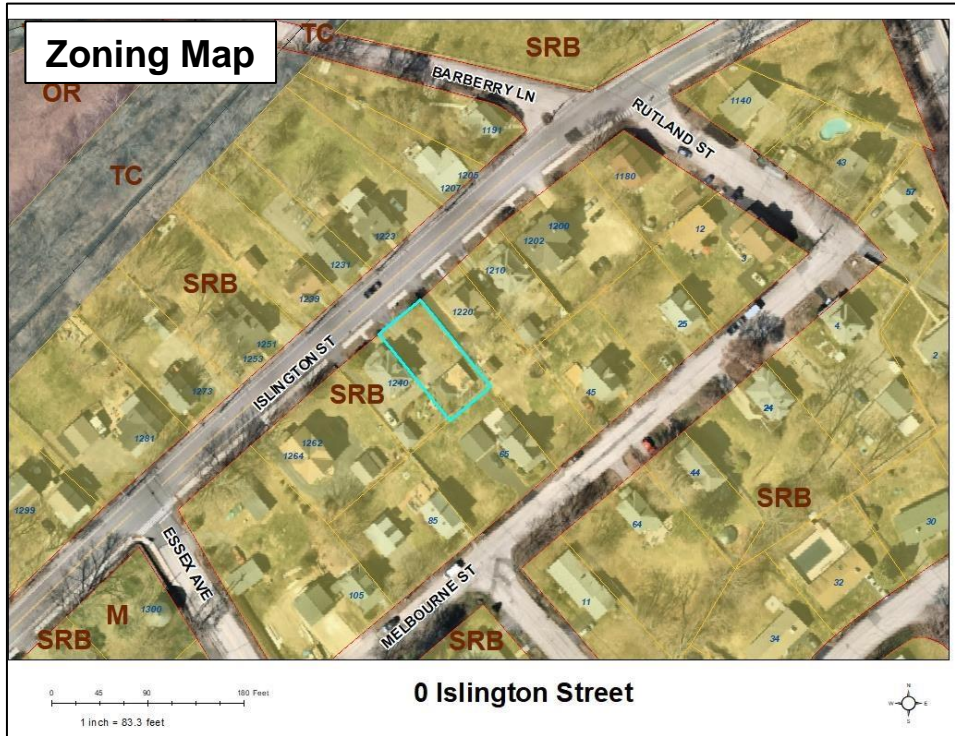 Zoning Map
TC
SRB
OR
BARBERRY LN
RUTLAND ST
1140
1191
43
TC
1205
1207
1180
57
1223
1200
1202
12
3
1231
1210
SRB
1239
1220
25
4
2
1251
1253
ISLINGTON ST
SRB
1240
45
1273
24
1281
1262
1264
65
44
SRB
1299
85
64
30
ESSEX AVE
105
11
32
MELBOURNE ST
M
1300
SRB
SRB
34
0 45 90 180 Feet
1 inch = 83.3 feet
0 Islington Street
N
W E
S